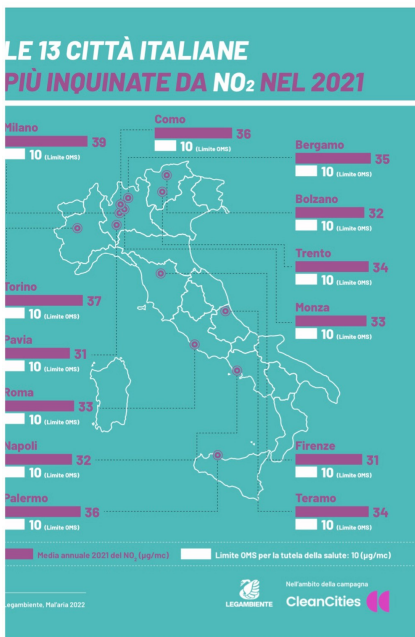 LE 13 CITTÀ ITALIANE
PIÙ INQUINATE DA NO₂ NEL 2021
Milano
39
10 (Limite OMS)
Como
36
10 (Limite OMS)
Bergamo
35
10 (Limite OMS)
Bolzano
32
10 (Limite OMS)
Trento
34
10 (Limite OMS)
Monza
33
10 (Limite OMS)
Torino
37
10 (Limite OMS)
Pavia
31
10 (Limite OMS)
Roma
33
10 (Limite OMS)
Napoli
32
10 (Limite OMS)
Palermo
36
10 (Limite OMS)
Firenze
31
10 (Limite OMS)
Teramo
34
10 (Limite OMS)
Media annuale 2021 del NO₂ (µg/mc)
Limite OMS per la tutela della salute: 10 (µg/mc)
Legambiente, Mal'aria 2022
LEGAMBIENTE
Nell'ambito della campagna
CleanCities